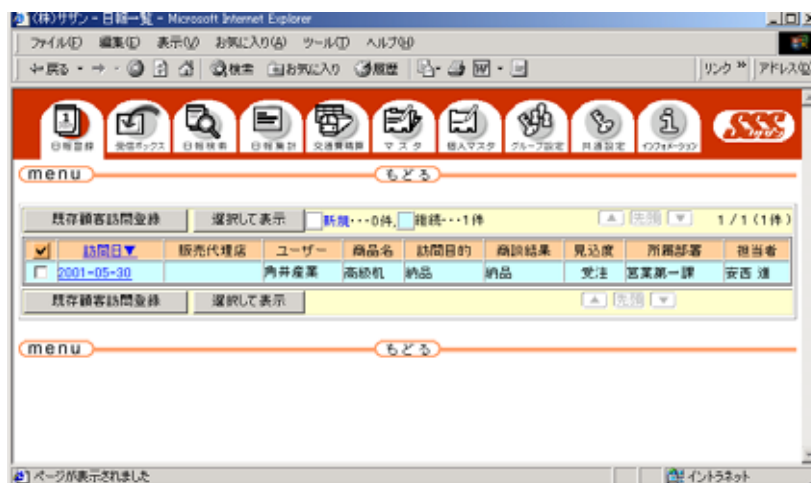 (株)サザン - 日報一覧 - Microsoft Internet Explorer
ファイル(F) 編集(E) 表示(V) お気に入り(A) ツール(T) ヘルプ(H)
戻る 検索 お気に入り 履歴 リンク » アドレス(D)
日報登録 受信ボックス 日報検索 日報集計 交通費精算 マスタ 個人マスタ グループ設定 共通設定 インフォメーション
menu もどる
既存顧客訪問登録 選択して表示 新規・・・0件, 継続・・・1件 ▲ 先頭 ▼ 1/1(1件)
訪問日▼ 販売代理店 ユーザー 商品名 訪問目的 商談結果 見込度 所属部署 担当者
2001-05-30 角井産業 高級机 納品 納品 受注 営業第一課 安西 進
既存顧客訪問登録 選択して表示 ▲ 先頭 ▼
menu もどる
ページが表示されました イントラネット